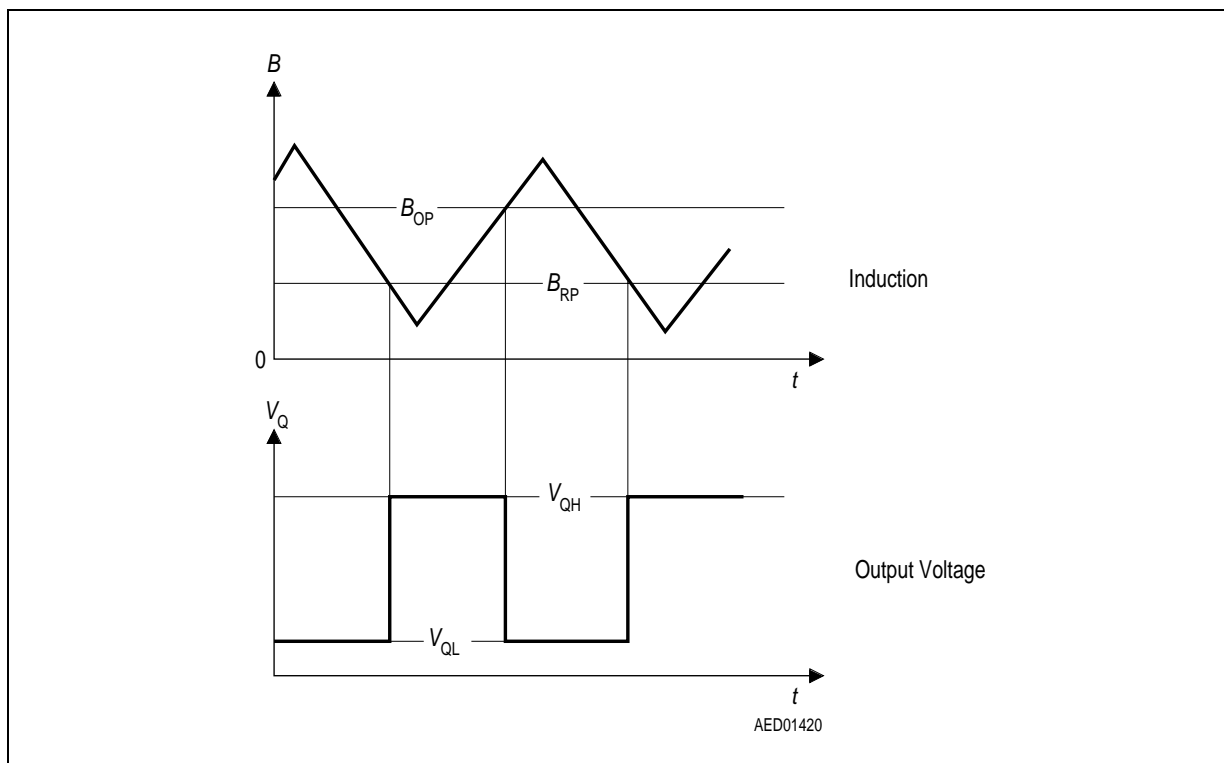 B
B_OP
B_RP
Induction
0
t
V_Q
V_QH
Output Voltage
V_QL
t
AED01420